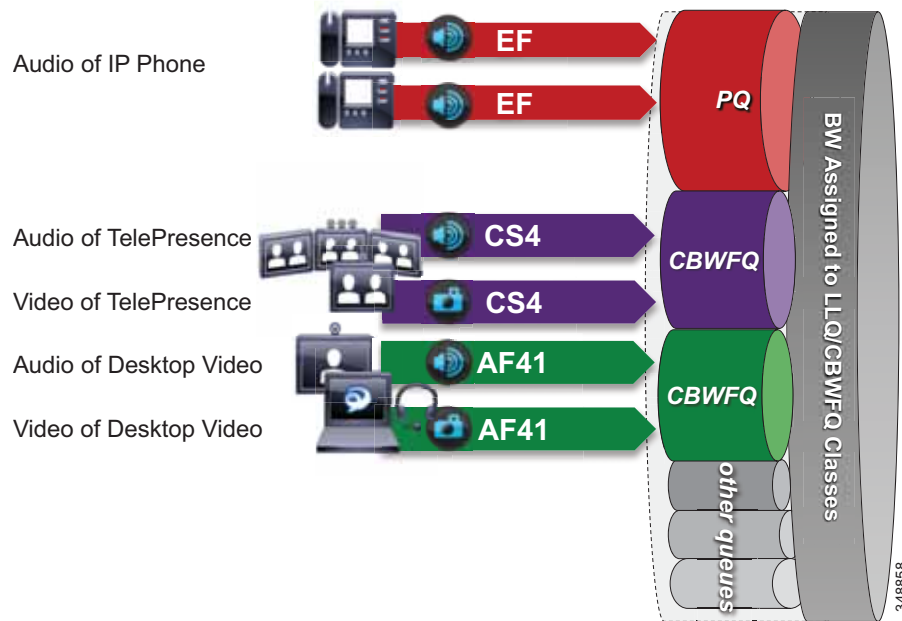 Audio of IP Phone
EF
EF
PQ
Audio of TelePresence
CS4
CBWFQ
Video of TelePresence
CS4
Audio of Desktop Video
AF41
CBWFQ
Video of Desktop Video
AF41
other queues
BW Assigned to LLQ/CBWFQ Classes
348858